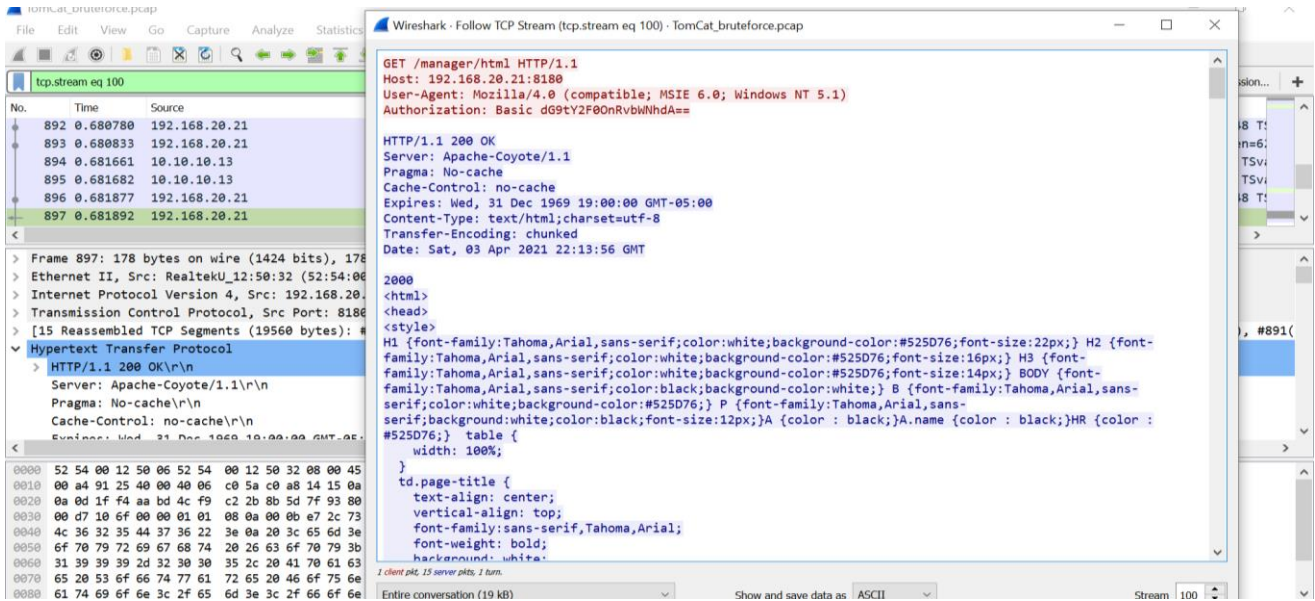 TomCat_bruteforce.pcap
File Edit View Go Capture Analyze Statistics
tcp.stream eq 100
No. Time Source
892 0.680780 192.168.20.21
893 0.680833 192.168.20.21
894 0.681661 10.10.10.13
895 0.681682 10.10.10.13
896 0.681877 192.168.20.21
897 0.681892 192.168.20.21
> Frame 897: 178 bytes on wire (1424 bits), 178
> Ethernet II, Src: RealtekU_12:50:32 (52:54:00
> Internet Protocol Version 4, Src: 192.168.20.
> Transmission Control Protocol, Src Port: 8180
> [15 Reassembled TCP Segments (19560 bytes): #
Hypertext Transfer Protocol
> HTTP/1.1 200 OK\r\n
Server: Apache-Coyote/1.1\r\n
Pragma: No-cache\r\n
Cache-Control: no-cache\r\n
Expires: Wed, 31 Dec 1969 19:00:00 GMT-05:
0000 52 54 00 12 50 06 52 54 00 12 50 32 08 00 45
0010 00 a4 91 25 40 00 40 06 c0 5a c0 a8 14 15 0a
0020 0a 0d 1f f4 aa bd 4c f9 c2 2b 8b 5d 7f 93 80
0030 00 d7 10 6f 00 00 01 01 08 0a 00 0b e7 2c 73
0040 4c 36 32 35 44 37 36 22 3e 0a 20 3c 65 6d 3e
0050 6f 70 79 72 69 67 68 74 20 26 63 6f 70 79 3b
0060 31 39 39 39 2d 32 30 30 35 2c 20 41 70 61 63
0070 65 20 53 6f 66 74 77 61 72 65 20 46 6f 75 6e
0080 61 74 69 6f 6e 3c 2f 65 6d 3e 3c 2f 66 6f 6e
Wireshark · Follow TCP Stream (tcp.stream eq 100) · TomCat_bruteforce.pcap
GET /manager/html HTTP/1.1
Host: 192.168.20.21:8180
User-Agent: Mozilla/4.0 (compatible; MSIE 6.0; Windows NT 5.1)
Authorization: Basic dG9tY2F0OnRvbWNhdA==
HTTP/1.1 200 OK
Server: Apache-Coyote/1.1
Pragma: No-cache
Cache-Control: no-cache
Expires: Wed, 31 Dec 1969 19:00:00 GMT-05:00
Content-Type: text/html;charset=utf-8
Transfer-Encoding: chunked
Date: Sat, 03 Apr 2021 22:13:56 GMT
2000
<html>
<head>
<style>
H1 {font-family:Tahoma,Arial,sans-serif;color:white;background-color:#525D76;font-size:22px;} H2 {font-
family:Tahoma,Arial,sans-serif;color:white;background-color:#525D76;font-size:16px;} H3 {font-
family:Tahoma,Arial,sans-serif;color:white;background-color:#525D76;font-size:14px;} BODY {font-
family:Tahoma,Arial,sans-serif;color:black;background-color:white;} B {font-family:Tahoma,Arial,sans-
serif;color:white;background-color:#525D76;} P {font-family:Tahoma,Arial,sans-
serif;background:white;color:black;font-size:12px;}A {color : black;}A.name {color : black;}HR {color :
#525D76;} table {
width: 100%;
}
td.page-title {
text-align: center;
vertical-align: top;
font-family:sans-serif,Tahoma,Arial;
font-weight: bold;
background: white;
1 client pkt, 15 server pkts, 1 turn.
Entire conversation (19 kB) Show and save data as ASCII Stream 100
ssion... +
48 TS
TSva
TSva
48 TS
), #891(